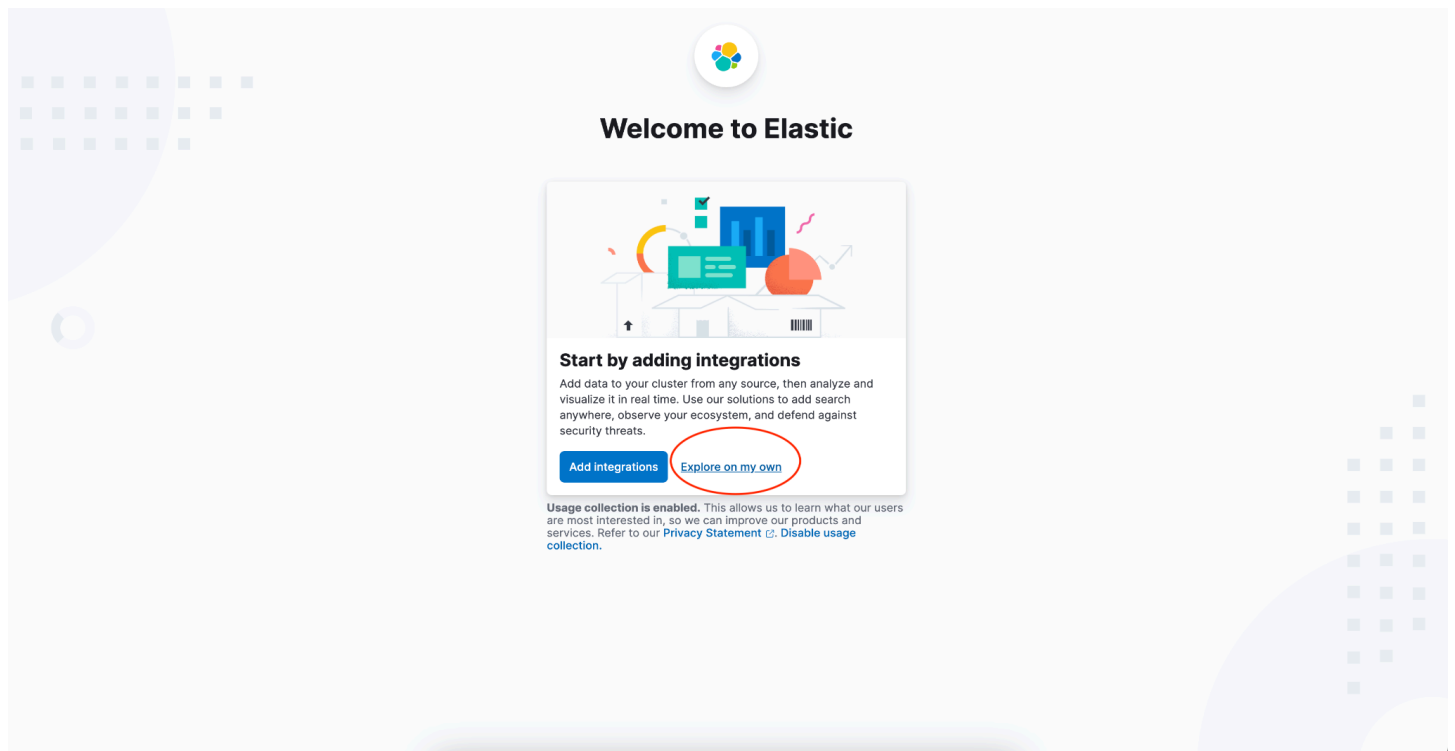 Welcome to Elastic
Start by adding integrations
Add data to your cluster from any source, then analyze and
visualize it in real time. Use our solutions to add search
anywhere, observe your ecosystem, and defend against
security threats.
Add integrations Explore on my own
Usage collection is enabled. This allows us to learn what our users
are most interested in, so we can improve our products and
services. Refer to our Privacy Statement. Disable usage
collection.